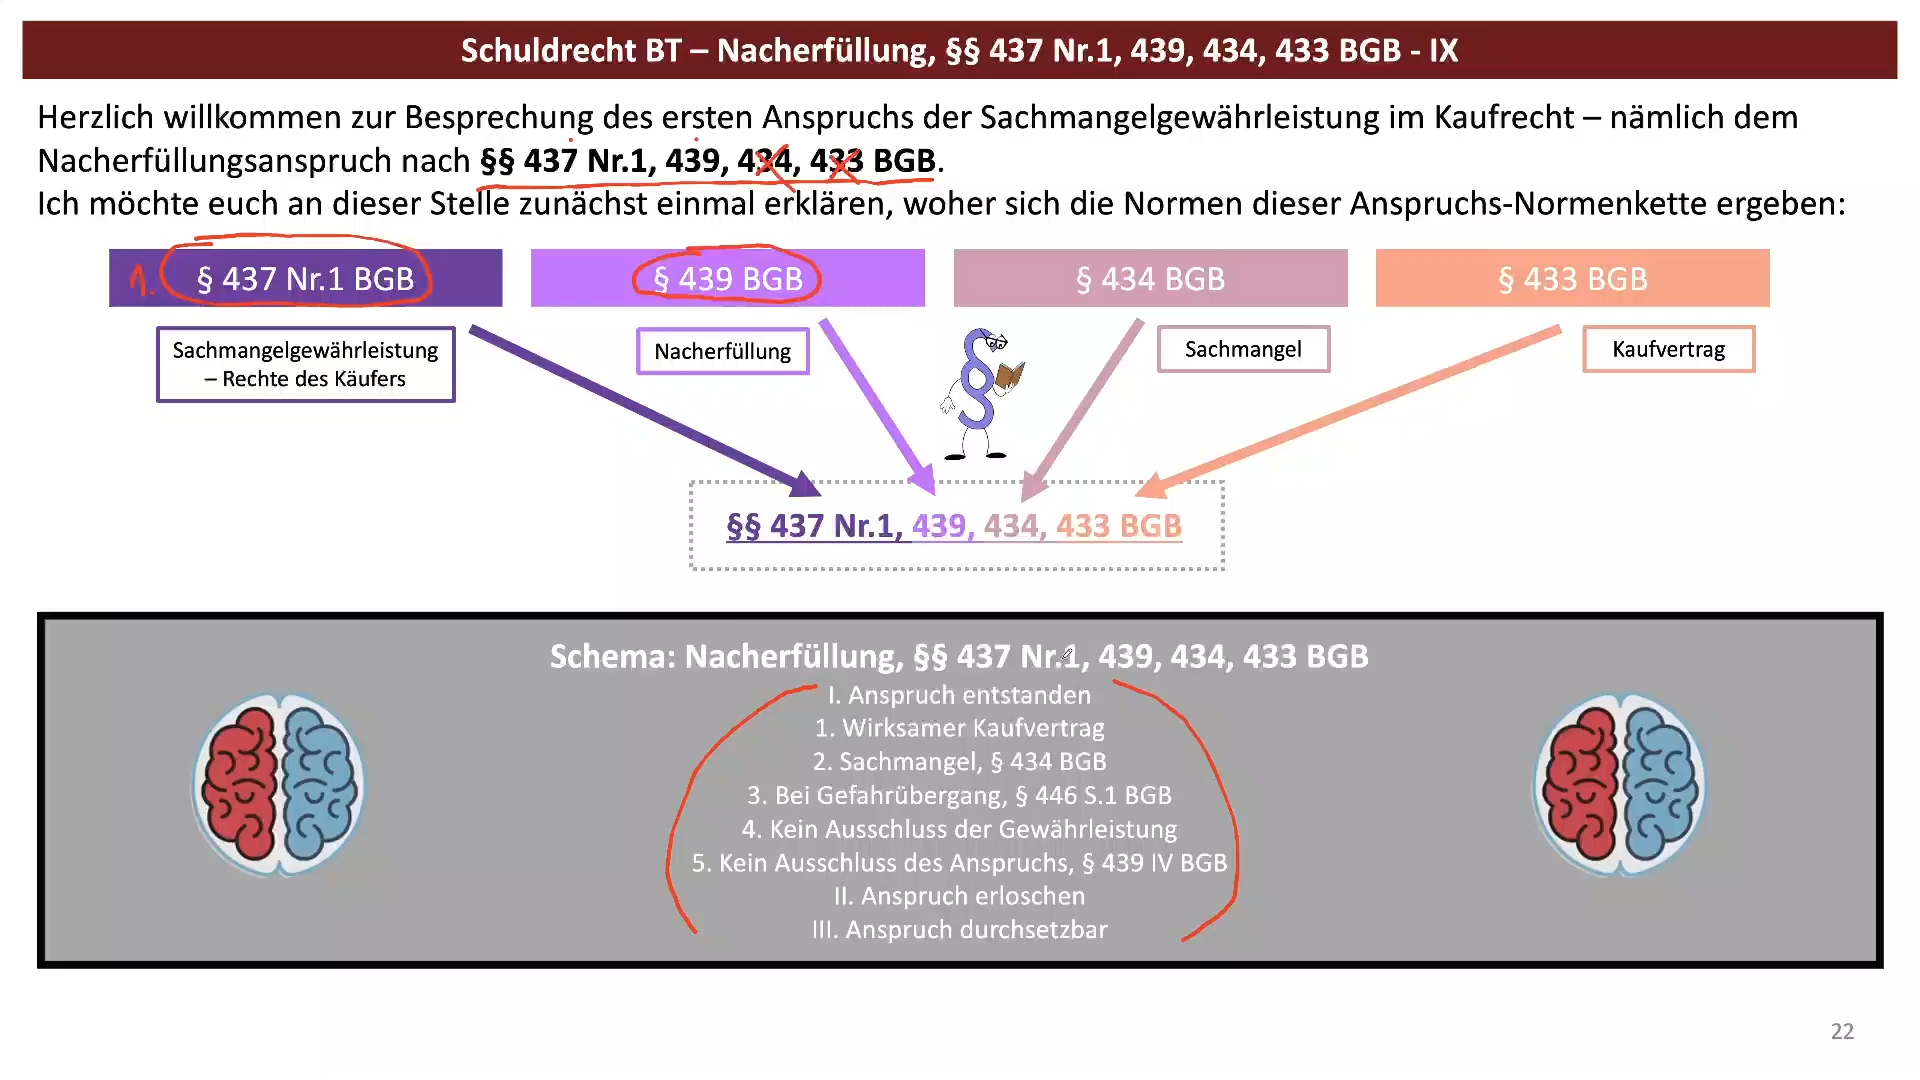 Schuldrecht BT – Nacherfüllung, §§ 437 Nr.1, 439, 434, 433 BGB - IX
Herzlich willkommen zur Besprechung des ersten Anspruchs der Sachmangelgewährleistung im Kaufrecht – nämlich dem
Nacherfüllungsanspruch nach §§ 437 Nr.1, 439, 434, 433 BGB.
Ich möchte euch an dieser Stelle zunächst einmal erklären, woher sich die Normen dieser Anspruchs-Normenkette ergeben:
1. § 437 Nr.1 BGB
§ 439 BGB
§ 434 BGB
§ 433 BGB
Sachmangelgewährleistung
– Rechte des Käufers
Nacherfüllung
Sachmangel
Kaufvertrag
§§ 437 Nr.1, 439, 434, 433 BGB
Schema: Nacherfüllung, §§ 437 Nr.1, 439, 434, 433 BGB
I. Anspruch entstanden
1. Wirksamer Kaufvertrag
2. Sachmangel, § 434 BGB
3. Bei Gefahrübergang, § 446 S.1 BGB
4. Kein Ausschluss der Gewährleistung
5. Kein Ausschluss des Anspruchs, § 439 IV BGB
II. Anspruch erloschen
III. Anspruch durchsetzbar
22